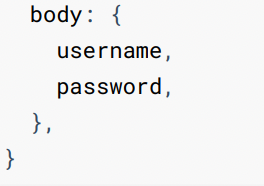 body: {
username,
password,
},
}